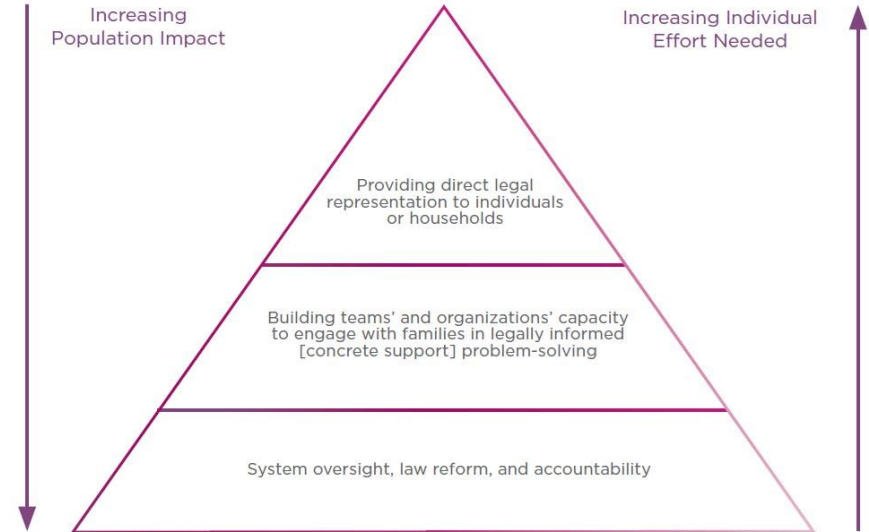 Increasing
Population Impact
Increasing Individual
Effort Needed
Providing direct legal
representation to individuals
or households
Building teams’ and organizations’ capacity
to engage with families in legally informed
[concrete support] problem-solving
System oversight, law reform, and accountability